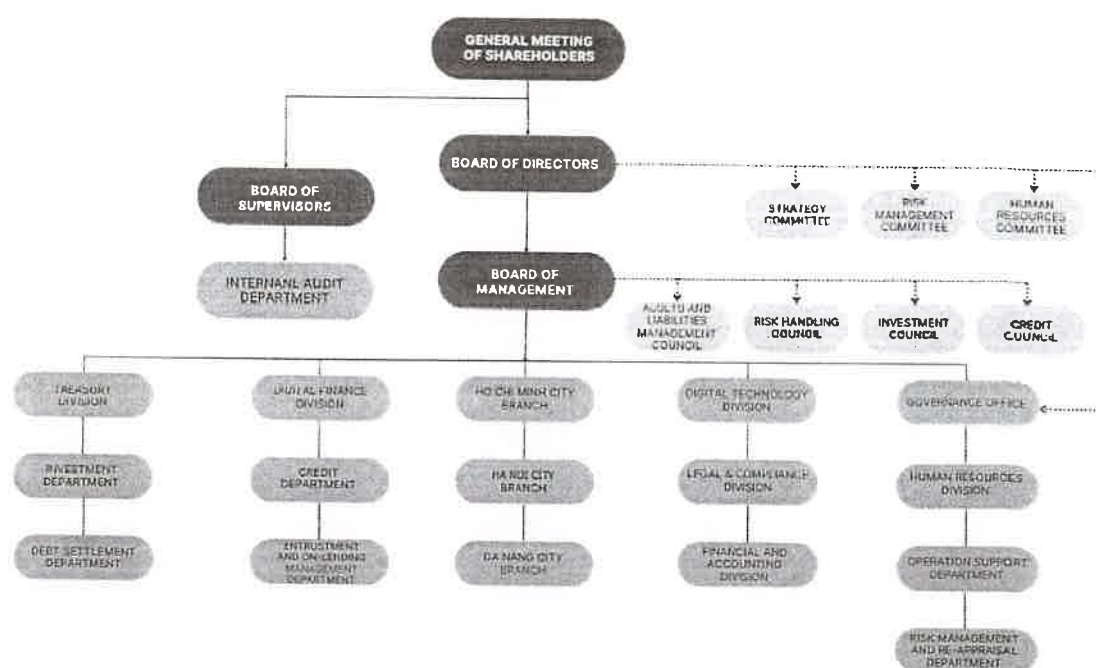 GENERAL MEETING
OF SHAREHOLDERS
BOARD OF DIRECTORS
BOARD OF
SUPERVISORS
STRATEGY
COMMITTEE
RISK
MANAGEMENT
COMMITTEE
HUMAN
RESOURCES
COMMITTEE
INTERNANL AUDIT
DEPARTMENT
BOARD OF
MANAGEMENT
AND
LIABILITIES
MANAGEMENT
COUNCIL
RISK HANDLING
COUNCIL
INVESTMENT
COUNCIL
CREDIT
COUNCIL
TREASURY
DIVISION
DIGITAL FINANCE
DIVISION
HO CHI MINH CITY
BRANCH
DIGITAL TECHNOLOGY
DIVISION
GOVERNANCE OFFICE
INVESTMENT
DEPARTMENT
CREDIT
DEPARTMENT
HA NOI CITY
BRANCH
LEGAL & COMPLIANCE
DIVISION
HUMAN RESOURCES
DIVISION
DEBT SETTLEMENT
DEPARTMENT
ENTRUSTMENT
AND ON-LENDING
MANAGEMENT
DEPARTMENT
DA NANG CITY
BRANCH
FINANCIAL AND
ACCOUNTING
DIVISION
OPERATION SUPPORT
DEPARTMENT
RISK MANAGEMENT
AND RE-APPRAISAL
DEPARTMENT